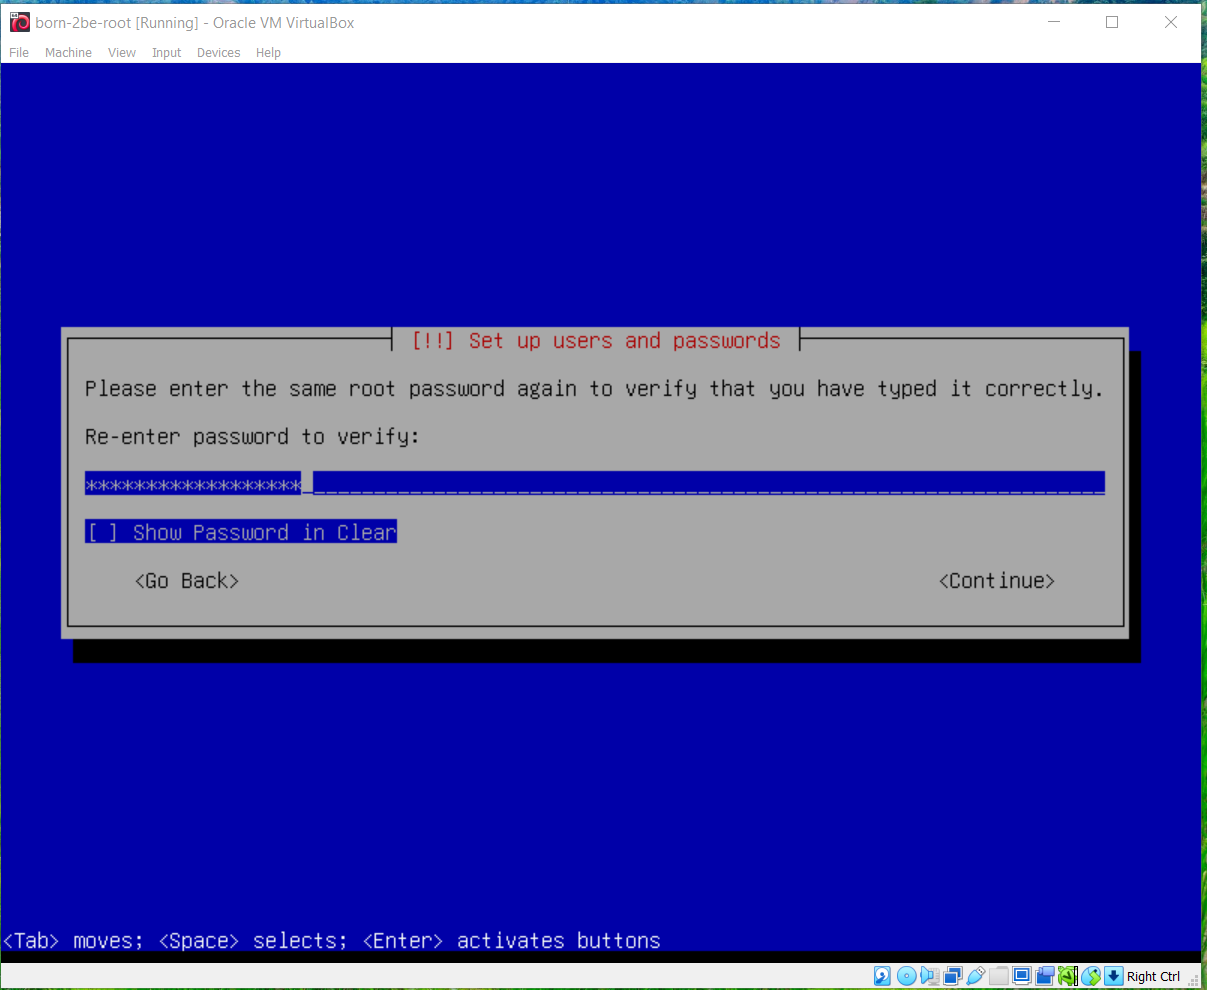 born-2be-root [Running] - Oracle VM VirtualBox
File Machine View Input Devices Help
[!!] Set up users and passwords
Please enter the same root password again to verify that you have typed it correctly.
Re-enter password to verify:
******************
[ ] Show Password in Clear
<Go Back> <Continue>
<Tab> moves; <Space> selects; <Enter> activates buttons
Right Ctrl